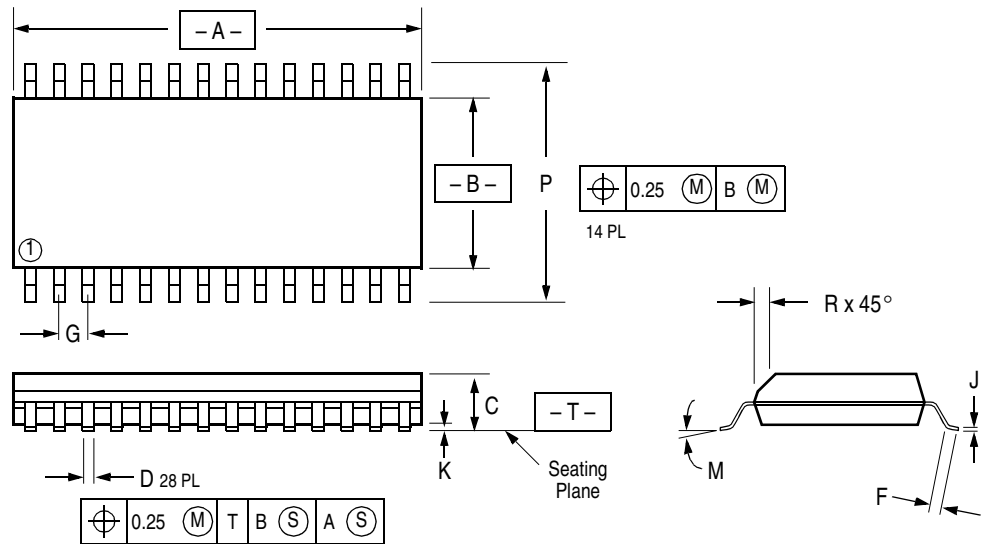 – A –
– B –
P
⌖ 0.25 Ⓜ B Ⓜ
14 PL
①
G
R x 45°
C
– T –
J
K
M
F
D 28 PL
Seating
Plane
⌖ 0.25 Ⓜ T B Ⓢ A Ⓢ